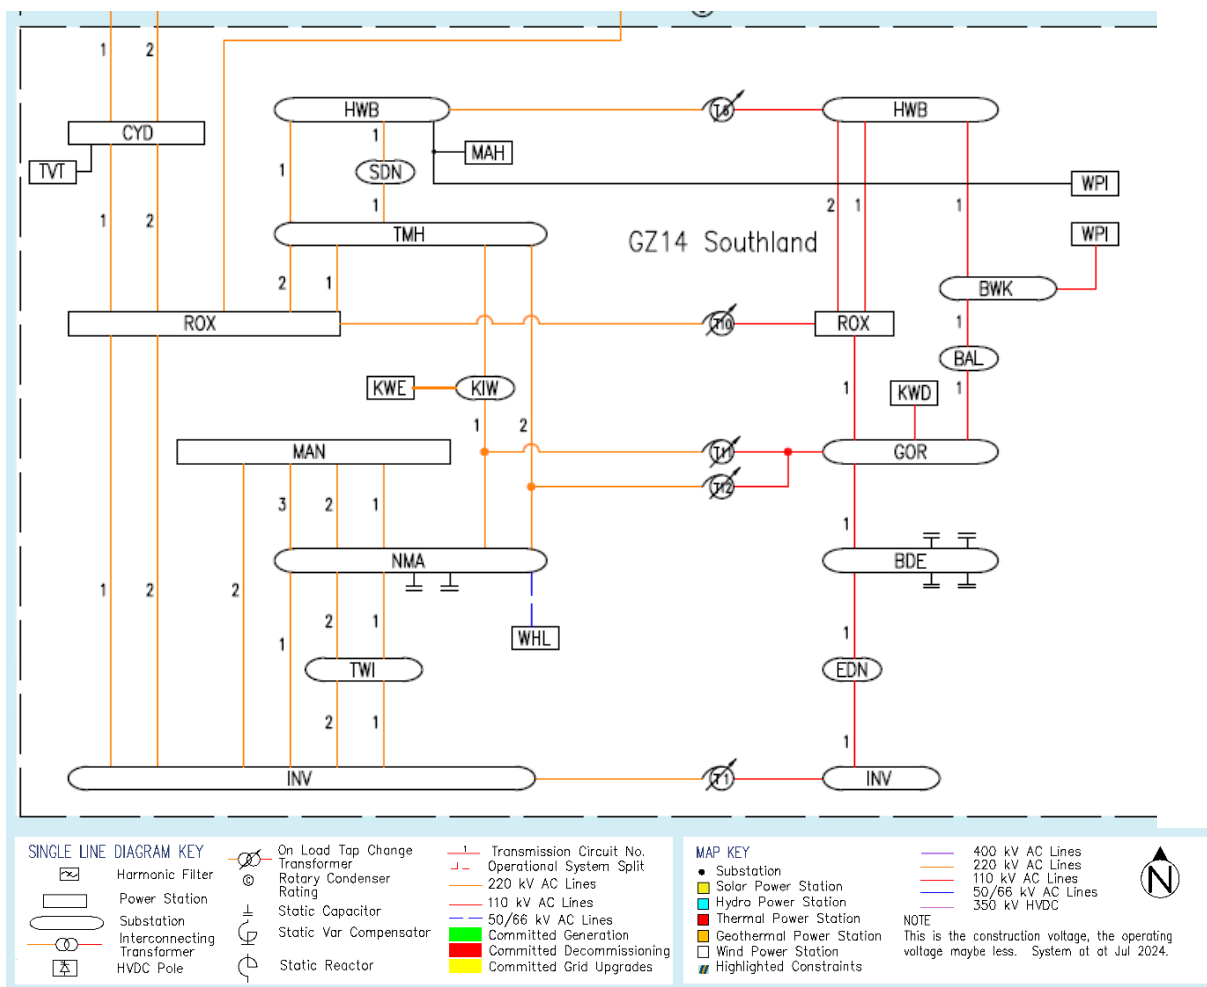 1 2
HWB T6 HWB
CYD
1
MAH
TVT
1 SDN
WPI
1 2 1 2 1 1
TMH
GZ14 Southland
WPI
2 1
BWK
ROX T10 ROX
1
BAL
KWE KIW 1 KWD 1
1 2
MAN T11 GOR
T12
3 2 1
1
NMA BDE
1 2 2
2 1 1
1 WHL
TWI EDN
2 1
1
INV T1 INV
SINGLE LINE DIAGRAM KEY
Harmonic Filter
Power Station
Substation
Interconnecting
Transformer
HVDC Pole
On Load Tap Change
Transformer
Rotary Condenser
Rating
Static Capacitor
Static Var Compensator
Static Reactor
1 Transmission Circuit No.
Operational System Split
220 kV AC Lines
110 kV AC Lines
50/66 kV AC Lines
Committed Generation
Committed Decommissioning
Committed Grid Upgrades
MAP KEY
Substation
Solar Power Station
Hydro Power Station
Thermal Power Station
Geothermal Power Station
Wind Power Station
Highlighted Constraints
400 kV AC Lines
220 kV AC Lines
110 kV AC Lines
50/66 kV AC Lines
350 kV HVDC
NOTE
This is the construction voltage, the operating
voltage maybe less. System at at Jul 2024.
N